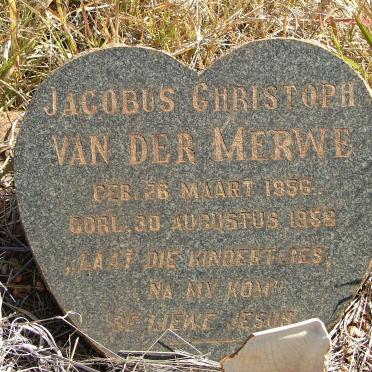 JACOBUS CHRISTOPH
VAN DER MERWE
GEB. 26 MAART 1956
OORL. 30 AUGUSTUS 1958
„LAAT DIE KINDERTJIES,
NA MY KOM"
SE LIEWE JESUS